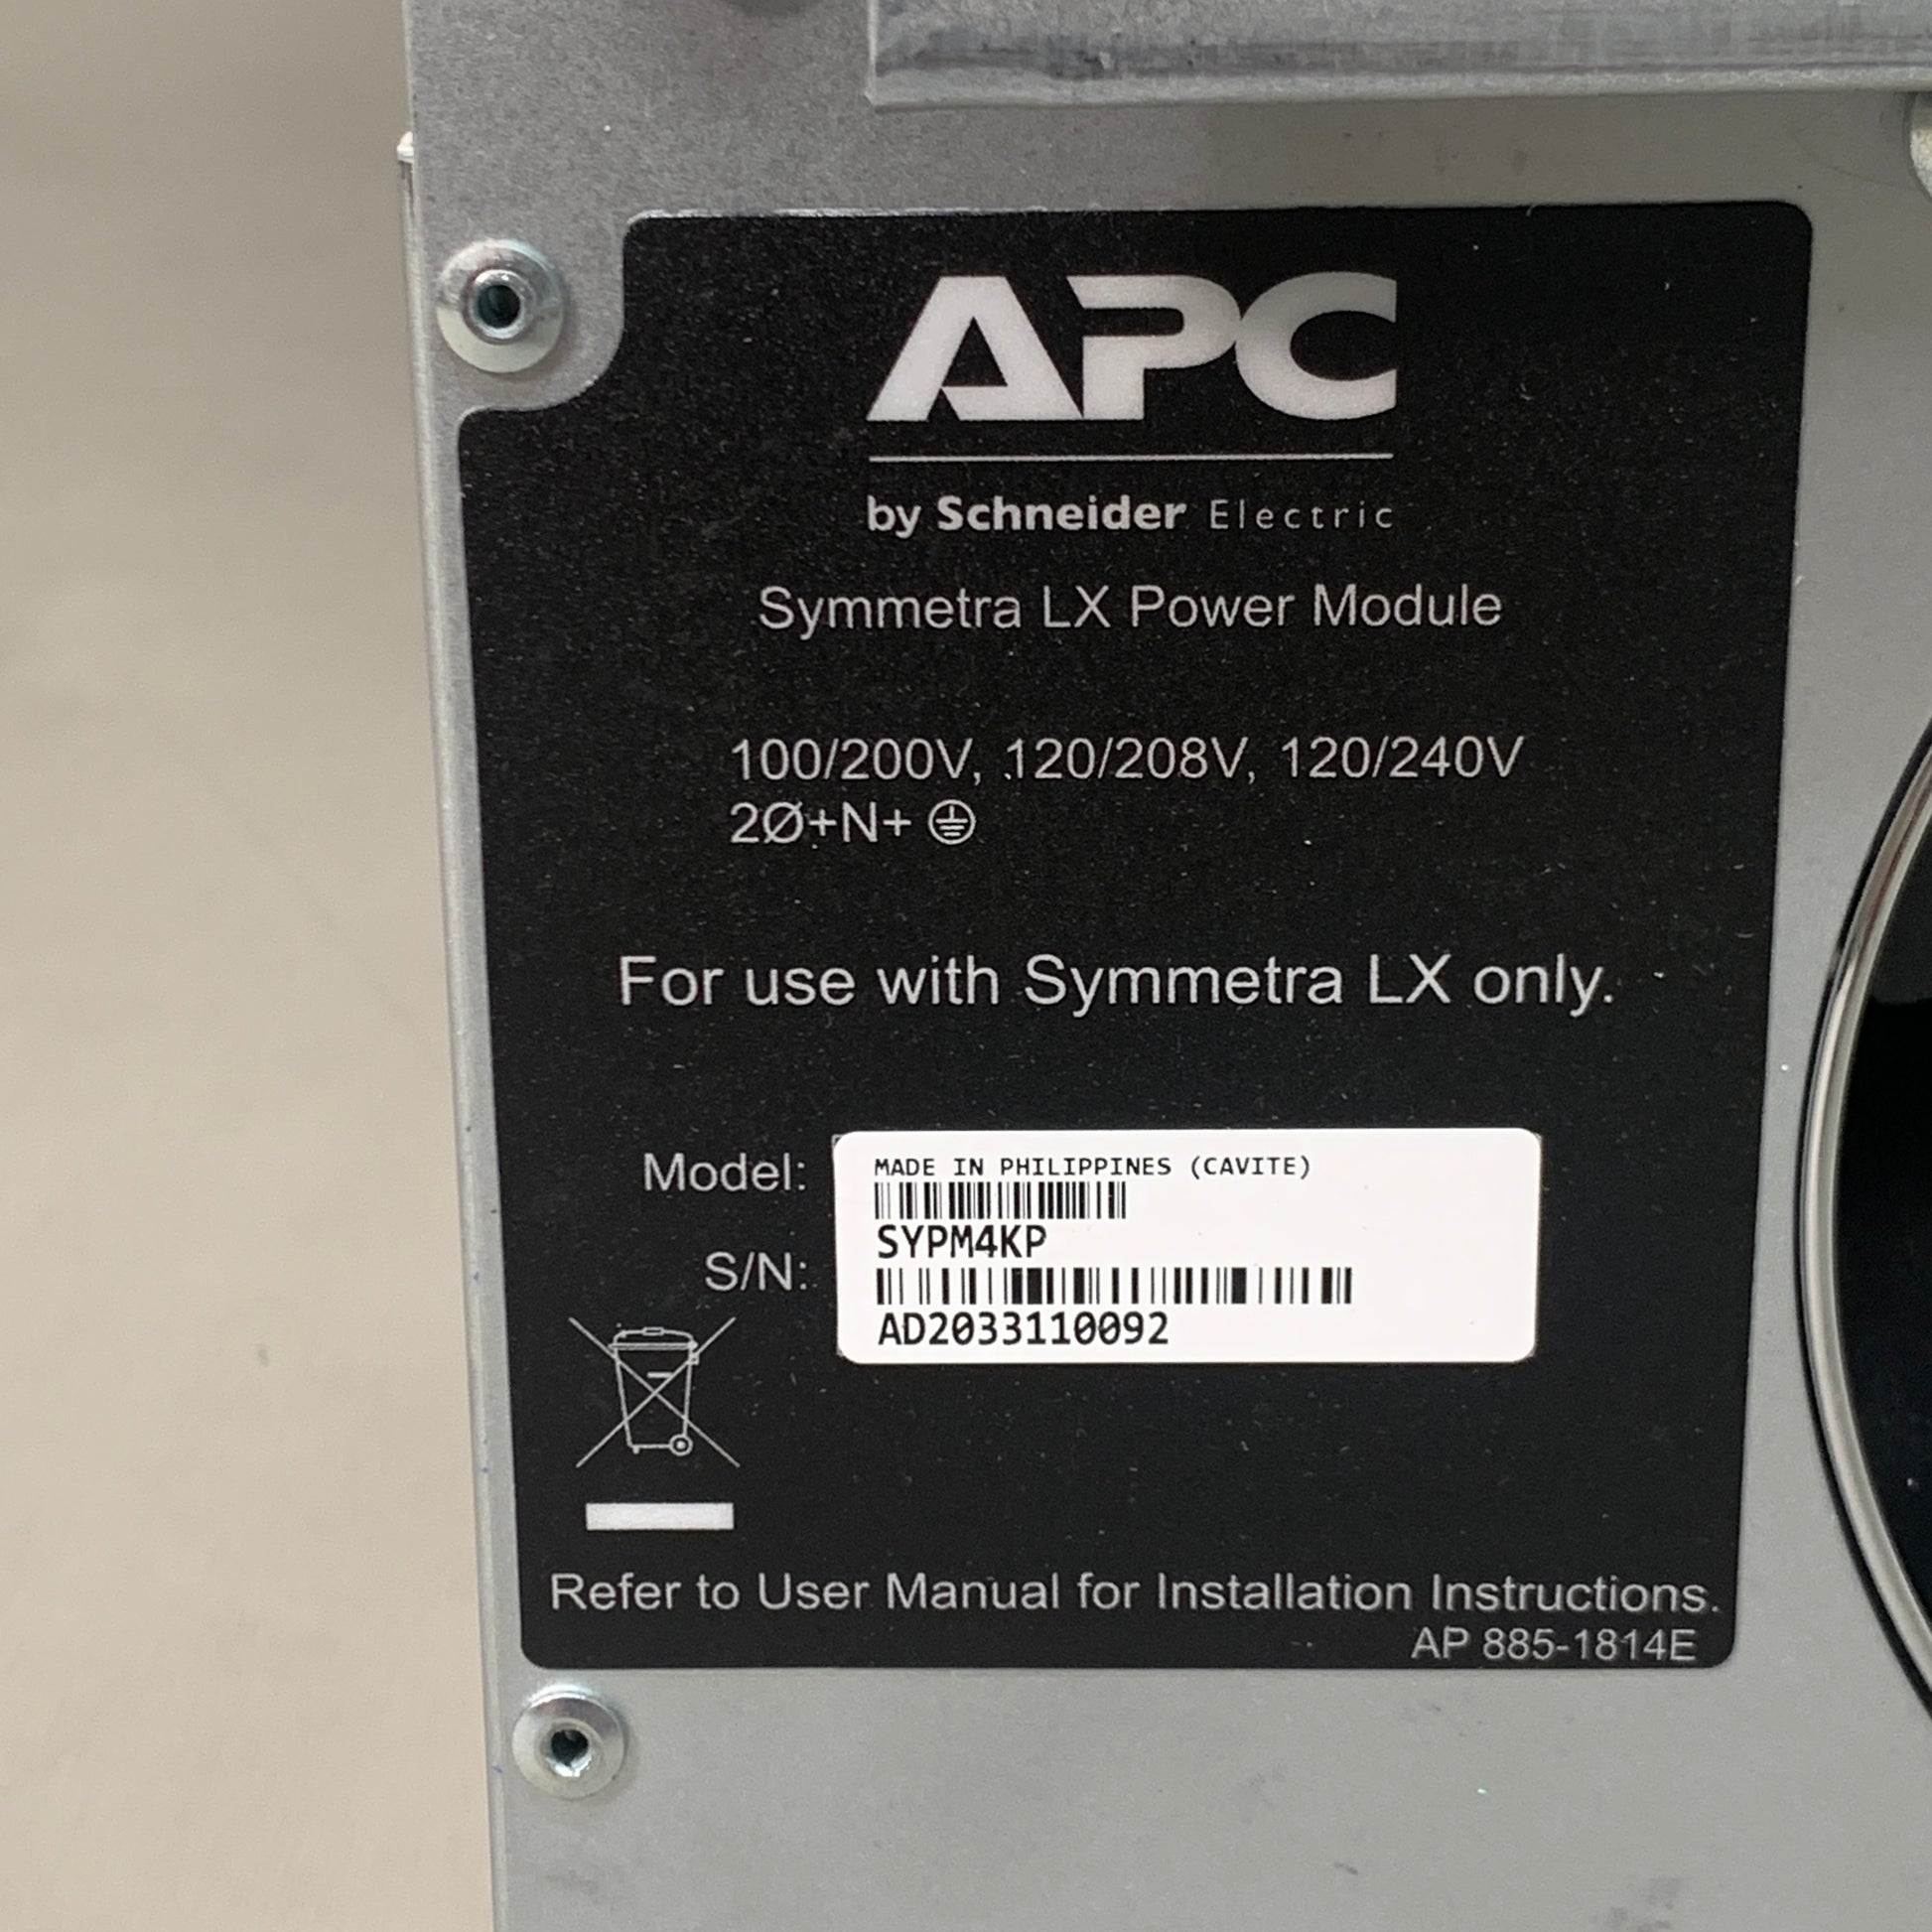 APC
by Schneider Electric
Symmetra LX Power Module
100/200V, 120/208V, 120/240V
2Ø+N+
For use with Symmetra LX only.
Model:
MADE IN PHILIPPINES (CAVITE)
SYPM4KP
S/N:
AD2033110092
Refer to User Manual for Installation Instructions.
AP 885-1814E